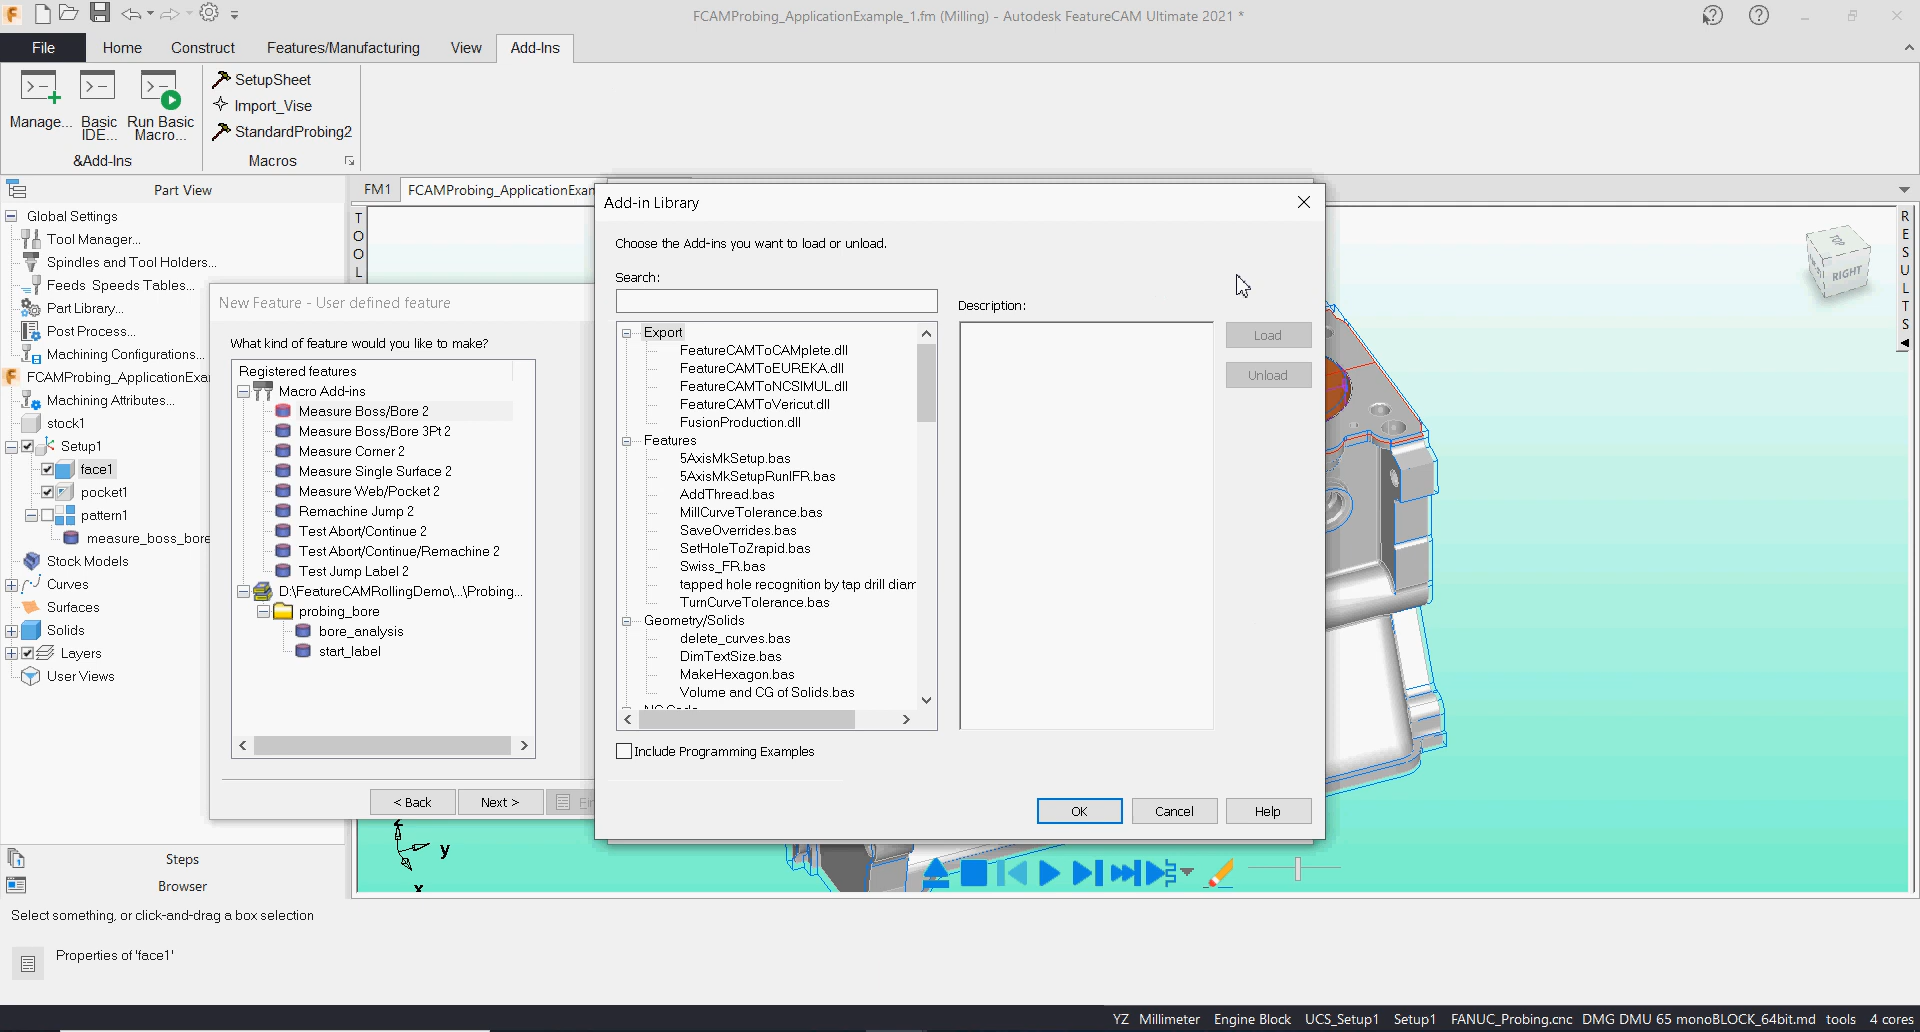 FCAMProbing_ApplicationExample_1.fm (Milling) - Autodesk FeatureCAM Ultimate 2021 *
File
Home
Construct
Features/Manufacturing
View
Add-Ins
Manage...
Basic IDE...
Run Basic Macro...
SetupSheet
Import_Vise
StandardProbing2
&Add-Ins
Macros
Part View
FM1
FCAMProbing_ApplicationExam
Global Settings
Tool Manager...
Spindles and Tool Holders...
Feeds Speeds Tables...
Part Library...
Post Process...
Machining Configurations...
FCAMProbing_ApplicationExa
Machining Attributes...
stock1
Setup1
face1
pocket1
pattern1
measure_boss_bore
Stock Models
Curves
Surfaces
Solids
Layers
User Views
Steps
Browser
TOOL
New Feature - User defined feature
What kind of feature would you like to make?
Registered features
Macro Add-ins
Measure Boss/Bore 2
Measure Boss/Bore 3Pt 2
Measure Corner 2
Measure Single Surface 2
Measure Web/Pocket 2
Remachine Jump 2
Test Abort/Continue 2
Test Abort/Continue/Remachine 2
Test Jump Label 2
D:\FeatureCAMRollingDemo\...\Probing...
probing_bore
bore_analysis
start_label
< Back
Next >
Add-in Library
Choose the Add-ins you want to load or unload.
Search:
Description:
Export
FeatureCAMToCAMplete.dll
FeatureCAMToEUREKA.dll
FeatureCAMToNCSIMUL.dll
FeatureCAMToVericut.dll
FusionProduction.dll
Features
5AxisMkSetup.bas
5AxisMkSetupRunIFR.bas
AddThread.bas
MillCurveTolerance.bas
SaveOverrides.bas
SetHoleToZrapid.bas
Swiss_FR.bas
tapped hole recognition by tap drill diam
TurnCurveTolerance.bas
Geometry/Solids
delete_curves.bas
DimTextSize.bas
MakeHexagon.bas
Volume and CG of Solids.bas
NC Code
Load
Unload
Include Programming Examples
OK
Cancel
Help
TOP
RIGHT
RESULTS
z
y
x
Select something, or click-and-drag a box selection
Properties of 'face1'
YZ Millimeter Engine Block UCS_Setup1 Setup1 FANUC_Probing.cnc DMG DMU 65 monoBLOCK_64bit.md tools 4 cores